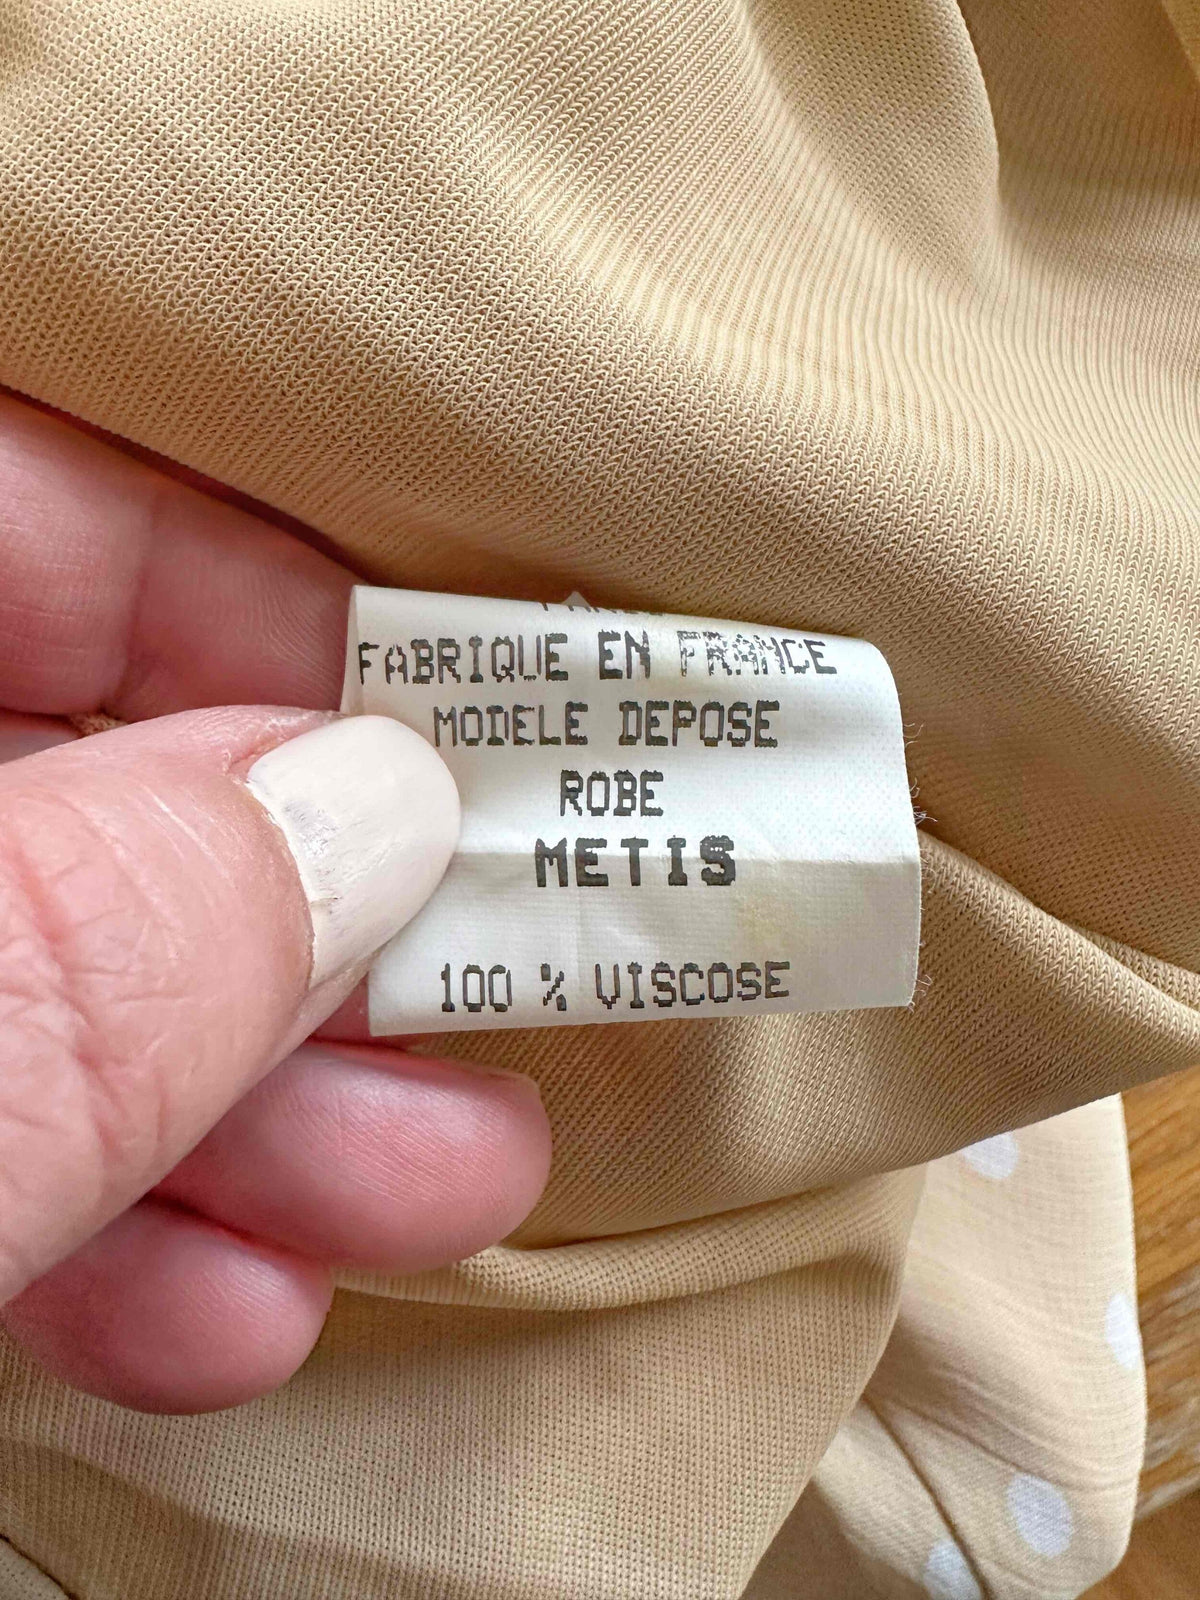 FABRIQUE EN FRANCE
MODELE DEPOSE
ROBE
METIS
100 % VISCOSE